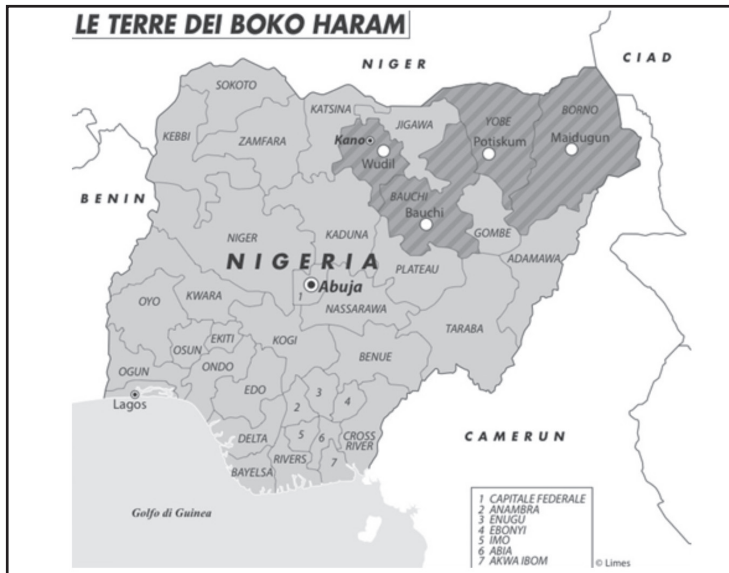 LE TERRE DEI BOKO HARAM
NIGER
CIAD
SOKOTO
KATSINA
JIGAWA
YOBE
BORNO
KEBBI
ZAMFARA
Kano
Wudil
Potiskum
Maidugun
BENIN
BAUCHI
Bauchi
NIGER
KADUNA
GOMBE
ADAMAWA
NIGERIA
PLATEAU
1
Abuja
OYO
KWARA
NASSARAWA
TARABA
OSUN
EKITI
KOGI
BENUE
OGUN
ONDO
EDO
Lagos
2
3
4
CAMERUN
DELTA
5
6
CROSS
RIVER
BAYELSA
RIVERS
7
Golfo di Guinea
1 CAPITALE FEDERALE
2 ANAMBRA
3 ENUGU
4 EBONYI
5 IMO
6 ABIA
7 AKWA IBOM
© Limes